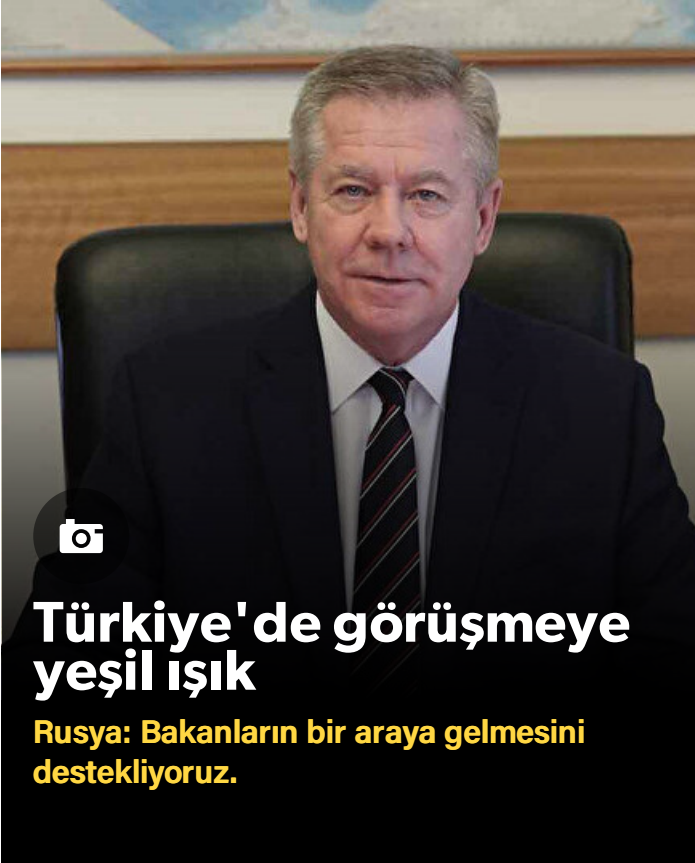 Türkiye'de görüşmeye
yeşil ışık
Rusya: Bakanların bir araya gelmesini
destekliyoruz.